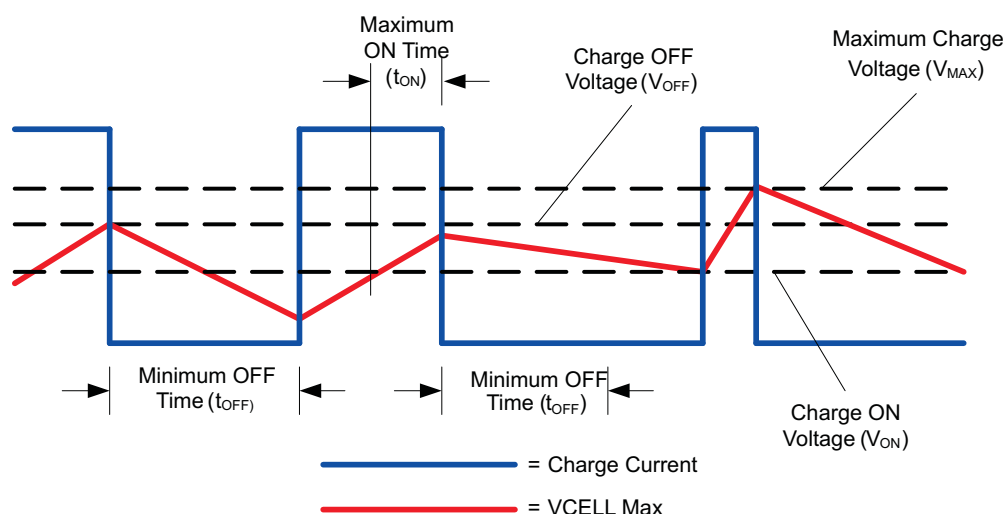 Maximum
ON Time
(tON)
Charge OFF
Voltage (VOFF)
Maximum Charge
Voltage (VMAX)
Minimum OFF
Time (tOFF)
Minimum OFF
Time (tOFF)
Charge ON
Voltage (VON)
= Charge Current
= VCELL Max